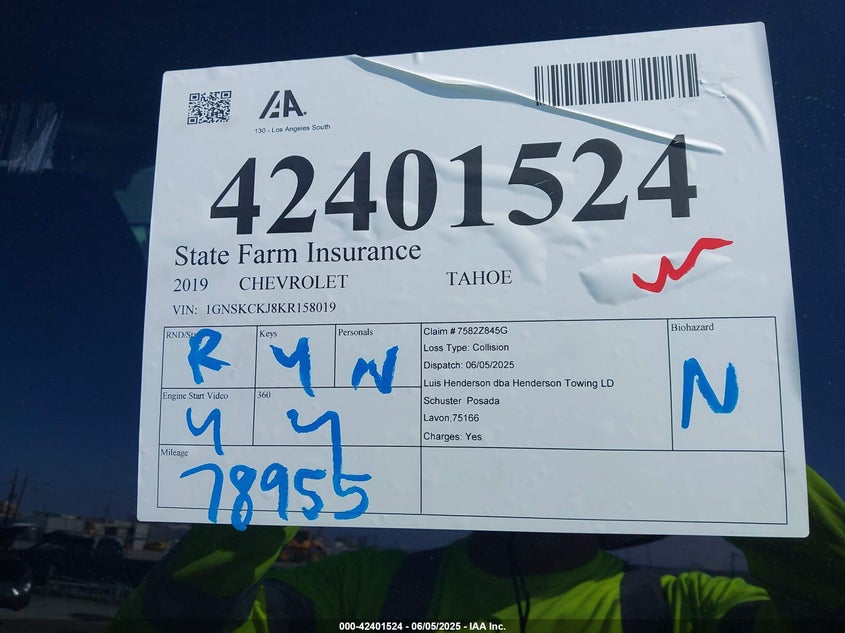 IAA.
130 - Los Angeles South
42401524
State Farm Insurance
2019 CHEVROLET TAHOE
N
VIN: 1GNSKCKJ8KR158019
RND/St
R
Keys
Y
Personals
N
Claim # 7582Z845G
Loss Type: Collision
Dispatch: 06/05/2025
Luis Henderson dba Henderson Towing LD
Schuster Posada
Lavon,75166
Charges: Yes
Biohazard
N
Engine Start Video
Y
360
Y
Mileage
78955
000-42401524 - 06/05/2025 - IAA Inc.